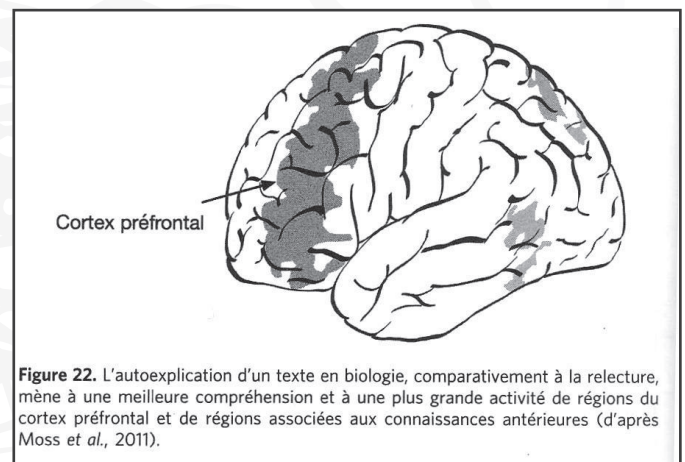 Cortex préfrontal
Figure 22. L'autoexplication d'un texte en biologie, comparativement à la relecture,
mène à une meilleure compréhension et à une plus grande activité de régions du
cortex préfrontal et de régions associées aux connaissances antérieures (d'après
Moss et al., 2011).